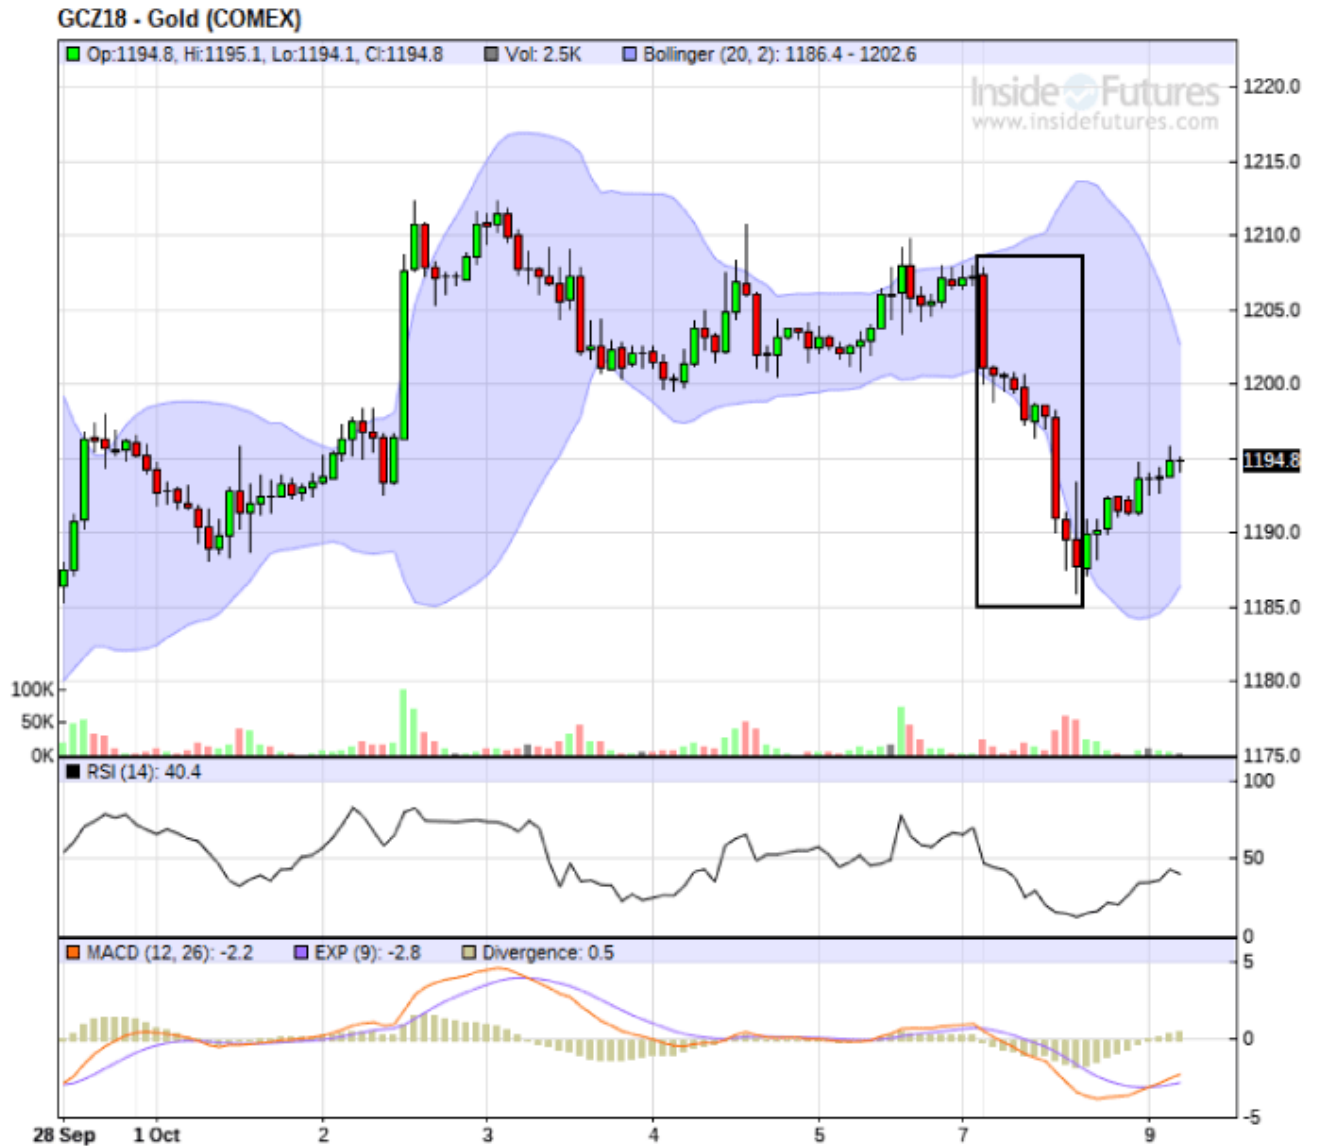 GCZ18 - Gold (COMEX)
Op:1194.8, Hi:1195.1, Lo:1194.1, Cl:1194.8 Vol: 2.5K Bollinger (20, 2): 1186.4 - 1202.6
Inside Futures
www.insidefutures.com
1220.0
1215.0
1210.0
1205.0
1200.0
1194.8
1190.0
1185.0
1180.0
1175.0
100K
50K
0K
RSI (14): 40.4
100
50
0
MACD (12, 26): -2.2 EXP (9): -2.8 Divergence: 0.5
5
0
-5
28 Sep 1 Oct 2 3 4 5 7 9